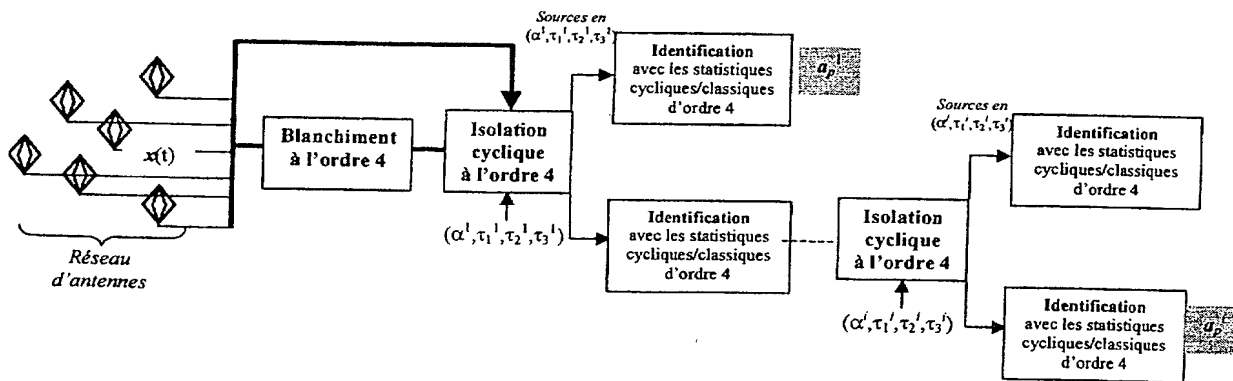 Sources en
(α¹,τ₁¹,τ₂¹,τ₃¹)
Identification
avec les statistiques
cycliques/classiques
d'ordre 4
aₚ¹
x(t)
Blanchiment
à l'ordre 4
Isolation
cyclique
à l'ordre 4
(α¹,τ₁¹,τ₂¹,τ₃¹)
Réseau
d'antennes
Identification
avec les statistiques
cycliques/classiques
d'ordre 4
Sources en
(αⁱ,τ₁ⁱ,τ₂ⁱ,τ₃ⁱ)
Identification
avec les statistiques
cycliques/classiques
d'ordre 4
Isolation
cyclique
à l'ordre 4
(αⁱ,τ₁ⁱ,τ₂ⁱ,τ₃ⁱ)
Identification
avec les statistiques
cycliques/classiques
d'ordre 4
aₚⁱ